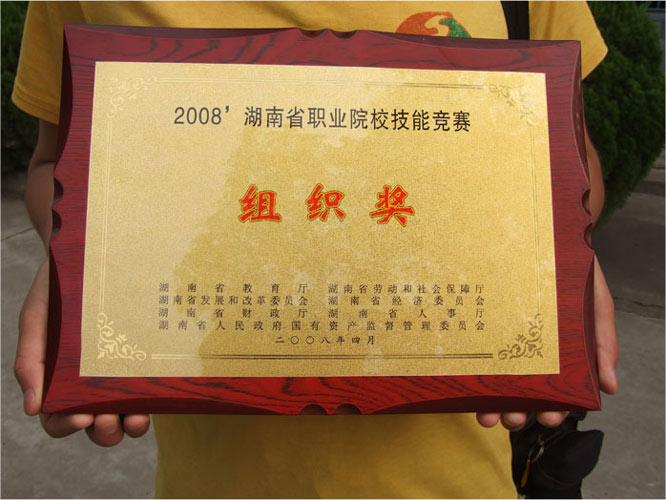 2008'湖南省职业院校技能竞赛
组织奖
湖南省教育厅 湖南省劳动和社会保障厅
湖南省发展和改革委员会 湖南省经济委员会
湖南省财政厅 湖南省人事厅
湖南省人民政府国有资产监督管理委员会
二〇〇八年四月